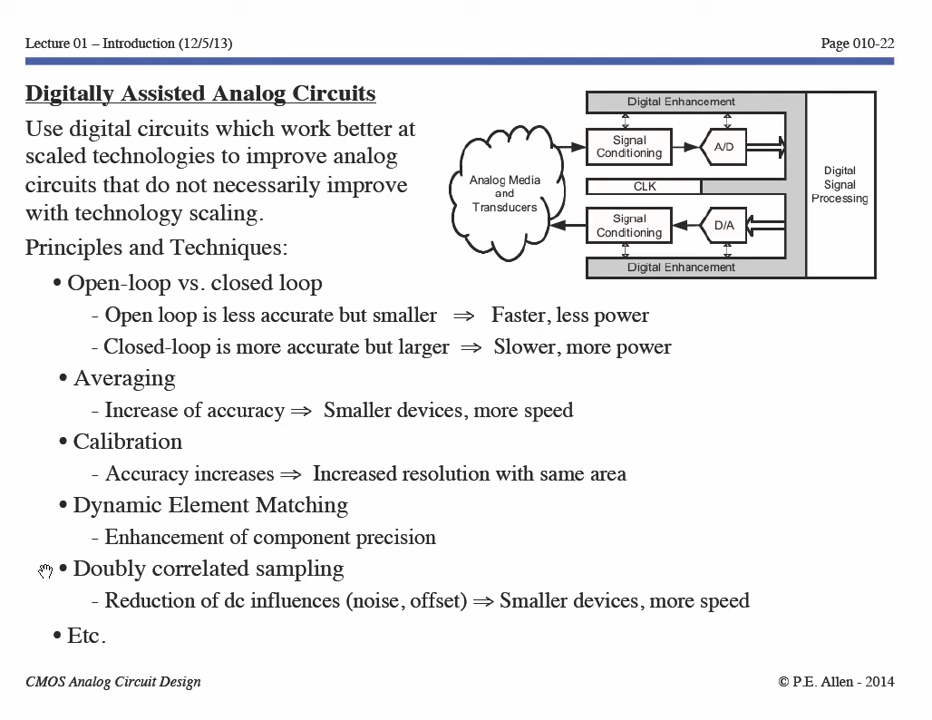 Lecture 01 – Introduction (12/5/13)
Page 010-22
Digitally Assisted Analog Circuits
Use digital circuits which work better at
scaled technologies to improve analog
circuits that do not necessarily improve
with technology scaling.
Digital Enhancement
Signal
Conditioning
A/D
Analog Media
and
Transducers
CLK
Digital
Signal
Processing
Signal
Conditioning
D/A
Digital Enhancement
Principles and Techniques:
• Open-loop vs. closed loop
- Open loop is less accurate but smaller ⇒ Faster, less power
- Closed-loop is more accurate but larger ⇒ Slower, more power
• Averaging
- Increase of accuracy ⇒ Smaller devices, more speed
• Calibration
- Accuracy increases ⇒ Increased resolution with same area
• Dynamic Element Matching
- Enhancement of component precision
• Doubly correlated sampling
- Reduction of dc influences (noise, offset) ⇒ Smaller devices, more speed
• Etc.
CMOS Analog Circuit Design
© P.E. Allen - 2014